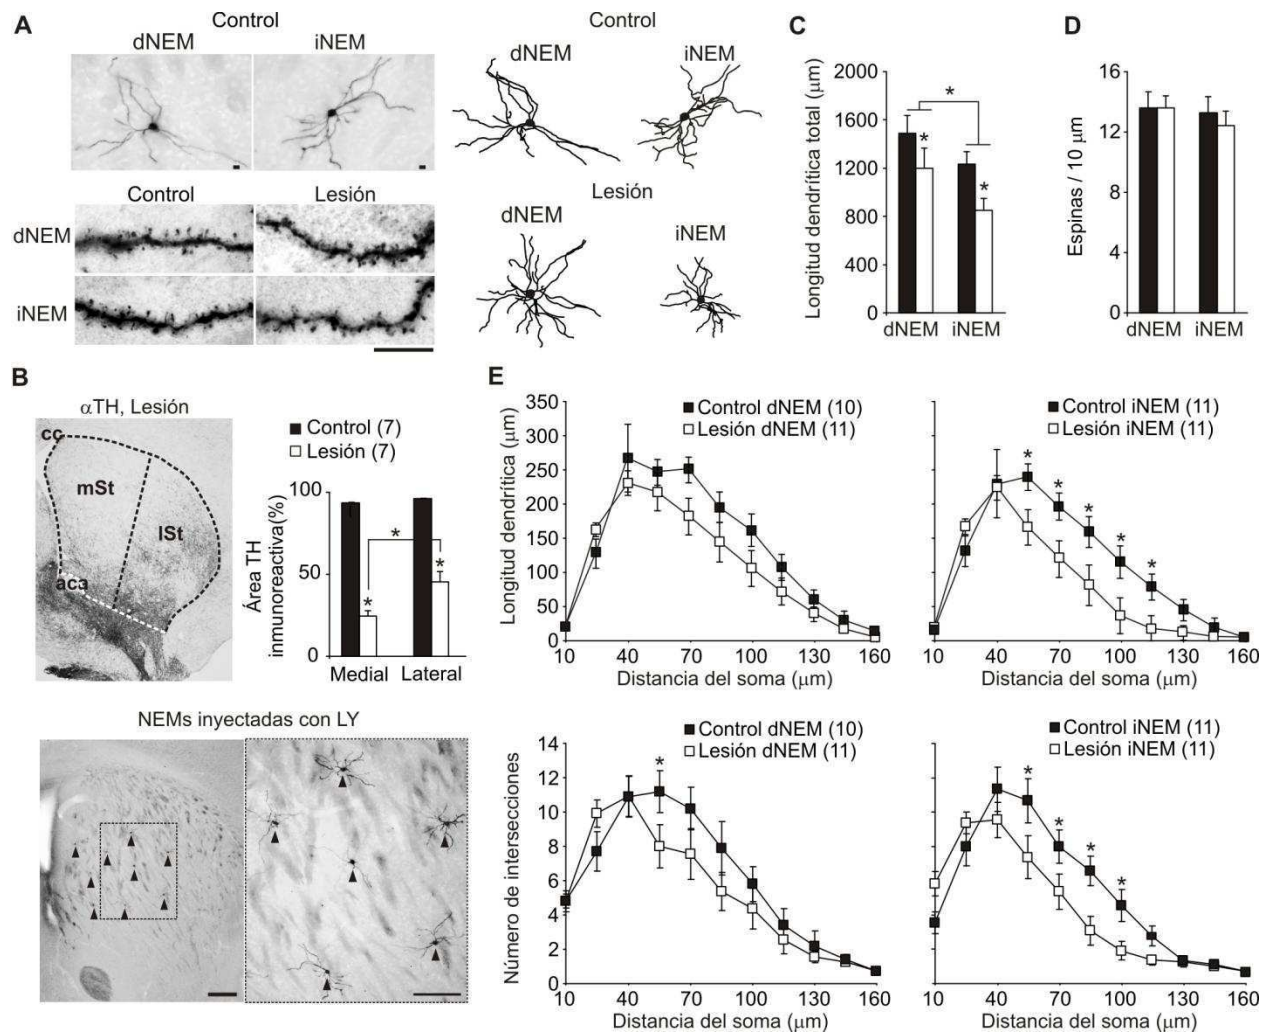 A
Control
dNEM iNEM
Control Lesión
dNEM
iNEM
Control
dNEM iNEM
Lesión
dNEM iNEM
C
Longitud dendrítica total (μm)
2000
1600
1200
800
400
0
*
*
*
dNEM iNEM
D
Espinas / 10 μm
16
12
8
4
0
dNEM iNEM
B
αTH, Lesión
cc
mSt
lSt
aca
Control (7)
Lesión (7)
Área TH
inmunoreactiva(%)
100
50
0
*
*
*
Medial Lateral
NEMs inyectadas con LY
E
Control dNEM (10)
Lesión dNEM (11)
Longitud dendrítica (μm)
350
300
250
200
150
100
50
0
10 40 70 100 130 160
Distancia del soma (μm)
Control iNEM (11)
Lesión iNEM (11)
* * * * *
10 40 70 100 130 160
Distancia del soma (μm)
Control dNEM (10)
Lesión dNEM (11)
Número de intersecciones
14
12
10
8
6
4
2
0
*
10 40 70 100 130 160
Distancia del soma (μm)
Control iNEM (11)
Lesión iNEM (11)
* * * *
10 40 70 100 130 160
Distancia del soma (μm)